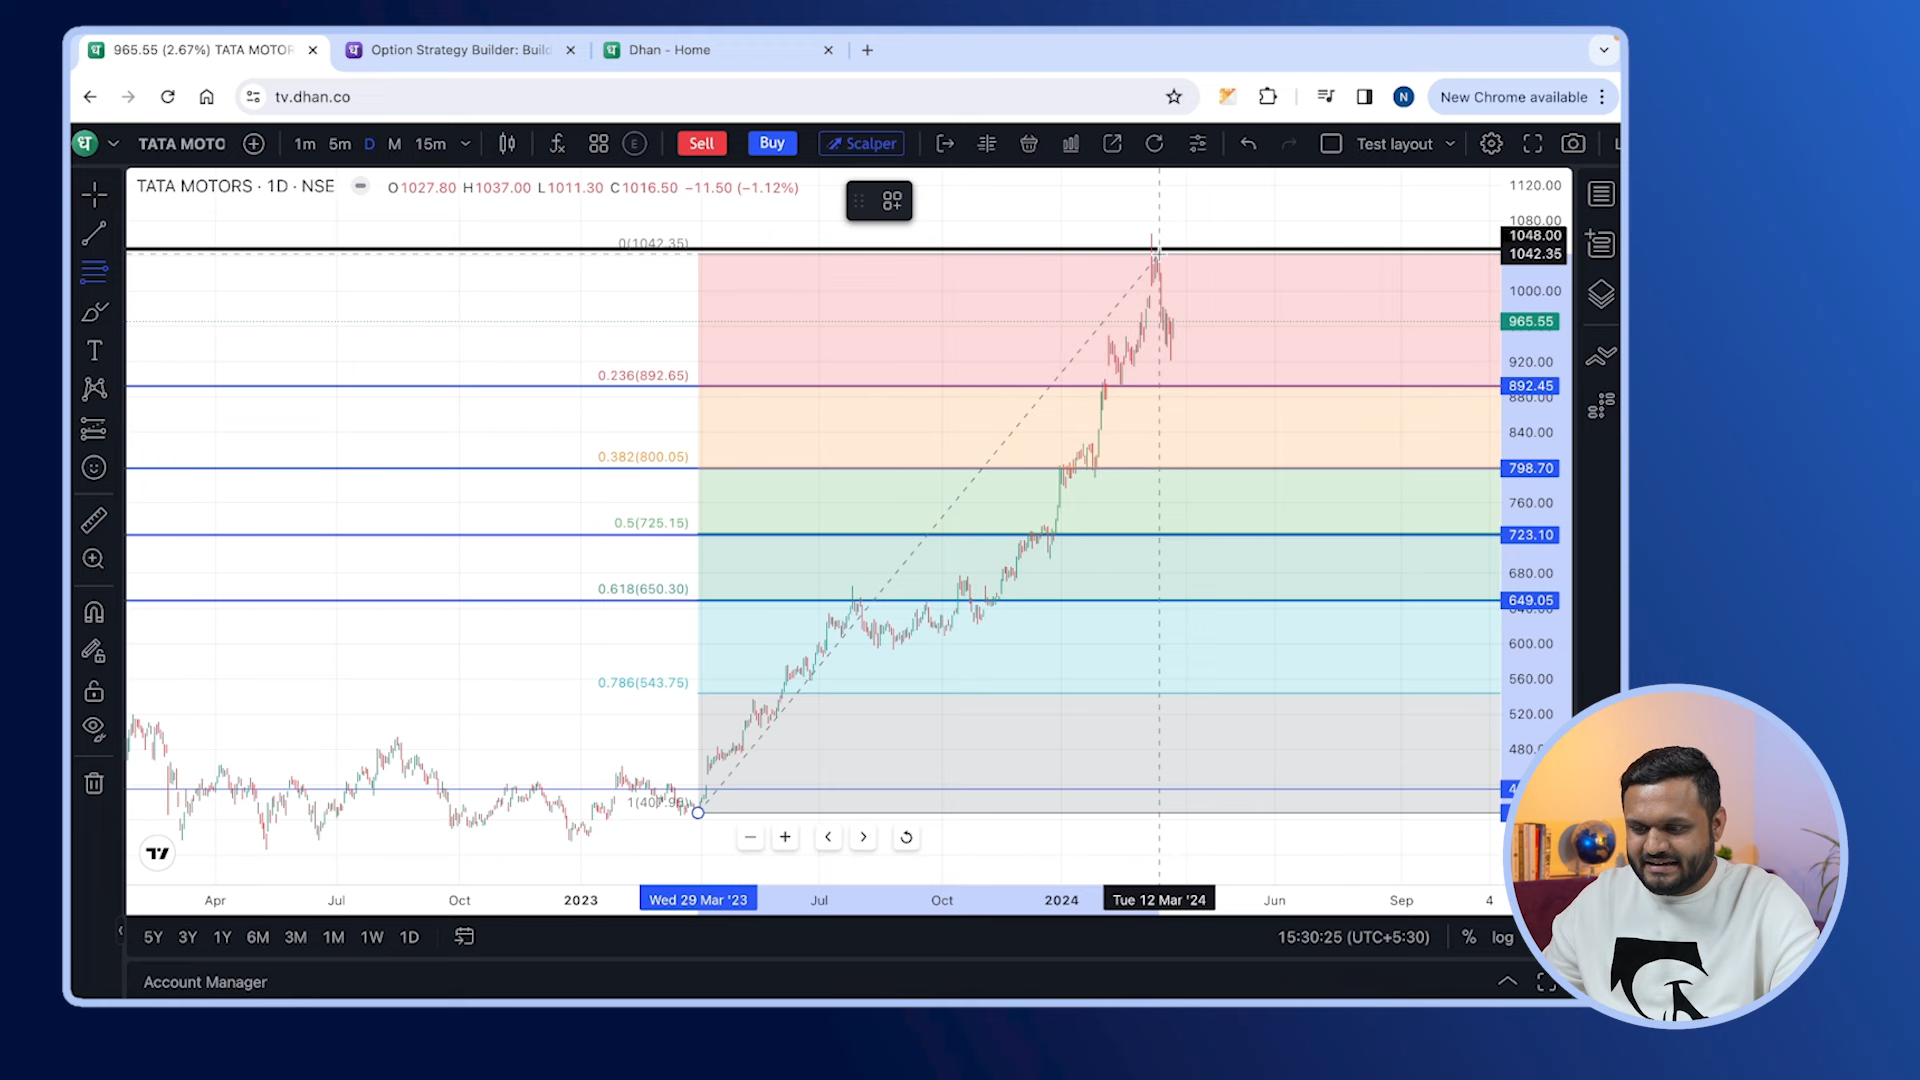 965.55 (2.67%) TATA MOTOR
Option Strategy Builder: Build
Dhan - Home
tv.dhan.co
N
New Chrome available
TATA MOTO
1m 5m D M 15m
E
Sell
Buy
Scalper
Test layout
TATA MOTORS · 1D · NSE
O1027.80 H1037.00 L1011.30 C1016.50 −11.50 (−1.12%)
1120.00
1080.00
1048.00
1042.35
1000.00
965.55
920.00
892.45
880.00
840.00
798.70
760.00
723.10
680.00
649.05
600.00
560.00
520.00
480.
0(1042.35)
0.236(892.65)
0.382(800.05)
0.5(725.15)
0.618(650.30)
0.786(543.75)
1(407.95)
Apr
Jul
Oct
2023
Wed 29 Mar '23
Jul
Oct
2024
Tue 12 Mar '24
Jun
Sep
4
5Y 3Y 1Y 6M 3M 1M 1W 1D
15:30:25 (UTC+5:30)
% log
Account Manager